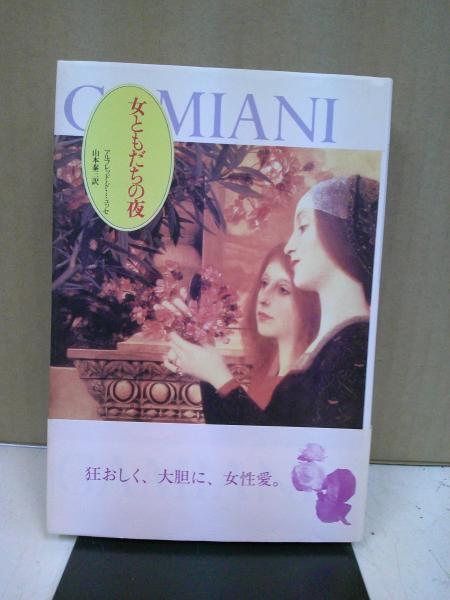 GAMIANI
女ともだちの夜
アルフレッド・ド・ミュッセ
山本泰三 訳
狂おしく、大胆に、女性愛。